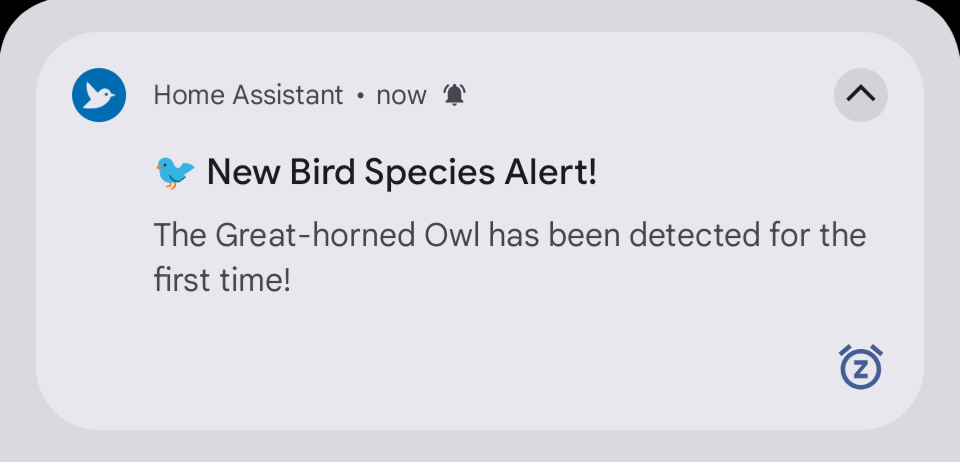 Home Assistant • now
🐦 New Bird Species Alert!
The Great-horned Owl has been detected for the
first time!